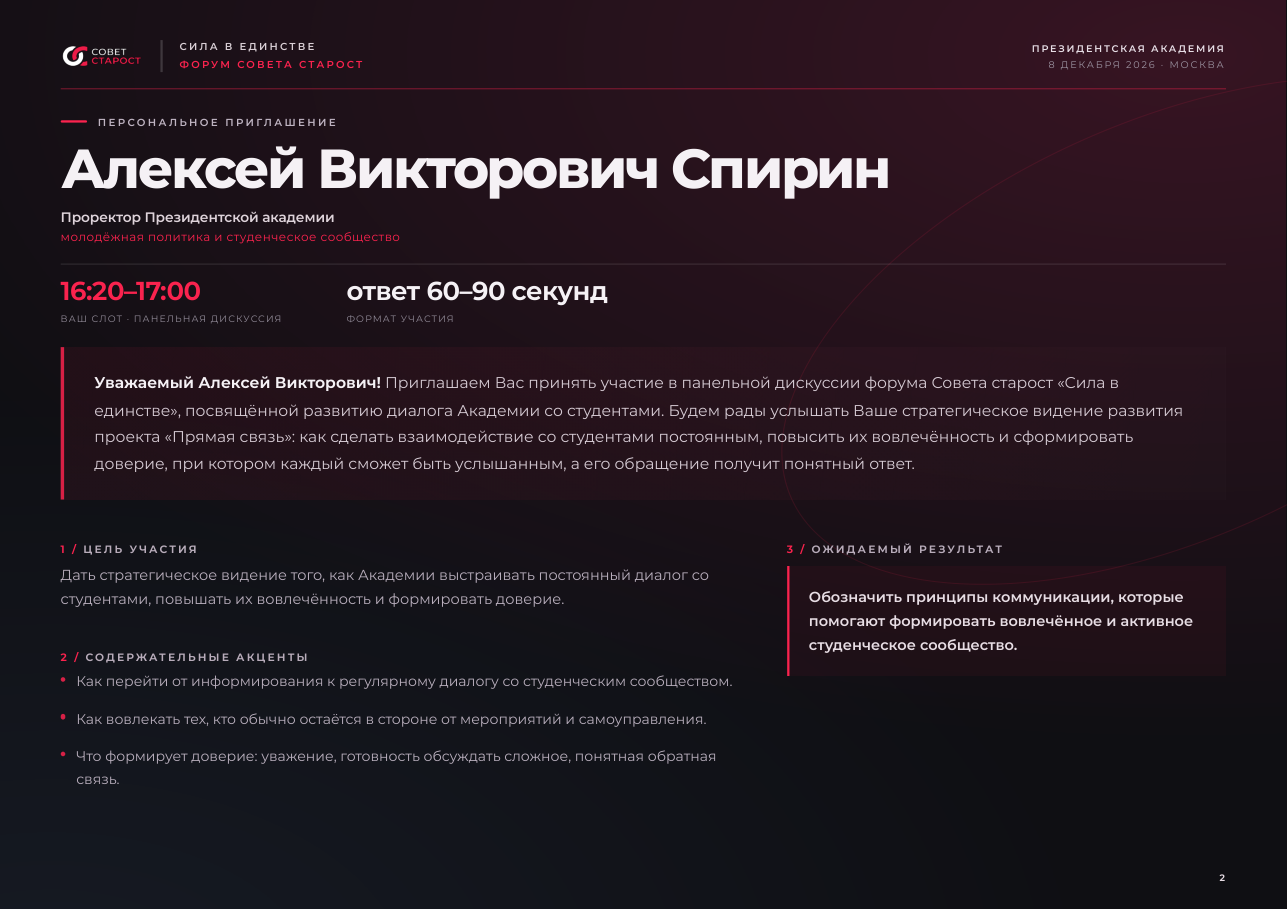 СОВЕТ
СТАРОСТ
СИЛА В ЕДИНСТВЕ
ФОРУМ СОВЕТА СТАРОСТ
ПРЕЗИДЕНТСКАЯ АКАДЕМИЯ
8 ДЕКАБРЯ 2026 · МОСКВА
ПЕРСОНАЛЬНОЕ ПРИГЛАШЕНИЕ
Алексей Викторович Спирин
Проректор Президентской академии
молодёжная политика и студенческое сообщество
16:20–17:00
ВАШ СЛОТ · ПАНЕЛЬНАЯ ДИСКУССИЯ
ответ 60–90 секунд
ФОРМАТ УЧАСТИЯ
Уважаемый Алексей Викторович! Приглашаем Вас принять участие в панельной дискуссии форума Совета старост «Сила в
единстве», посвящённой развитию диалога Академии со студентами. Будем рады услышать Ваше стратегическое видение развития
проекта «Прямая связь»: как сделать взаимодействие со студентами постоянным, повысить их вовлечённость и сформировать
доверие, при котором каждый сможет быть услышанным, а его обращение получит понятный ответ.
1 / ЦЕЛЬ УЧАСТИЯ
Дать стратегическое видение того, как Академии выстраивать постоянный диалог со
студентами, повышать их вовлечённость и формировать доверие.
2 / СОДЕРЖАТЕЛЬНЫЕ АКЦЕНТЫ
• Как перейти от информирования к регулярному диалогу со студенческим сообществом.
• Как вовлекать тех, кто обычно остаётся в стороне от мероприятий и самоуправления.
• Что формирует доверие: уважение, готовность обсуждать сложное, понятная обратная
связь.
3 / ОЖИДАЕМЫЙ РЕЗУЛЬТАТ
Обозначить принципы коммуникации, которые
помогают формировать вовлечённое и активное
студенческое сообщество.
2